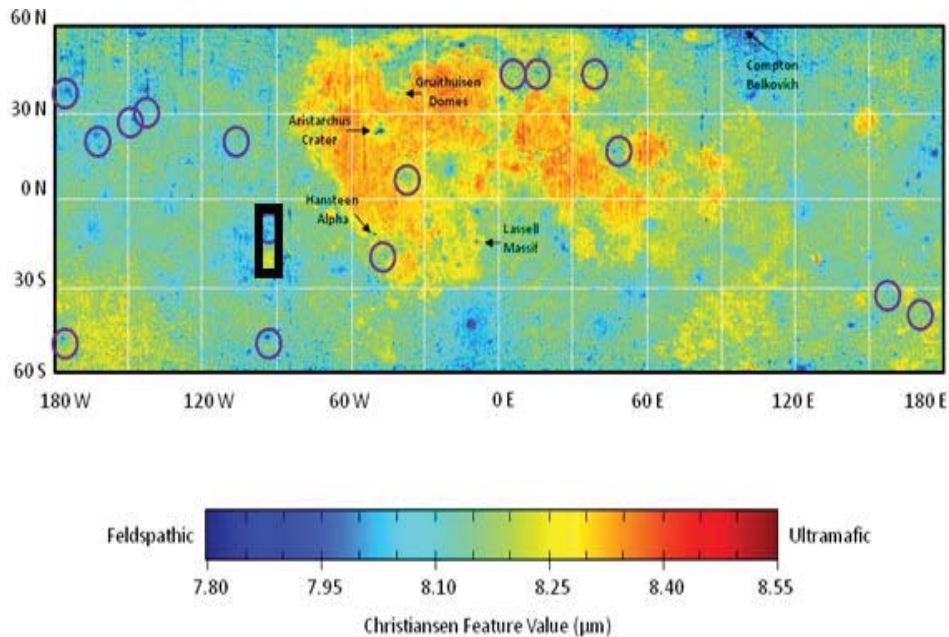 60 N
30 N
0 N
30 S
60 S
Gruithuisen
Domes
Aristarchus
Crater
Hansteen
Alpha
Lassell
Massif
Compton
Belkovich
180 W 120 W 60 W 0 E 60 E 120 E 180 E
Feldspathic Ultramafic
7.80 7.95 8.10 8.25 8.40 8.55
Christiansen Feature Value (μm)